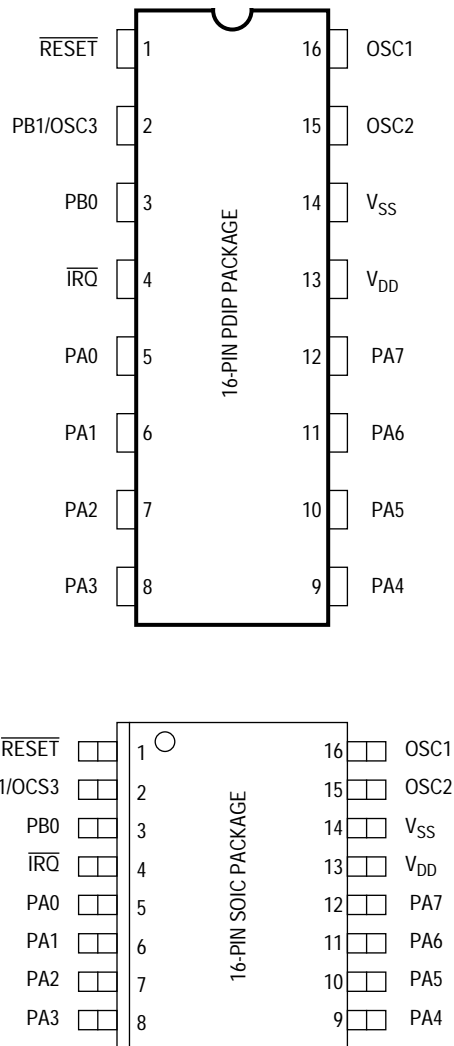 RESET 1 16 OSC1
PB1/OSC3 2 15 OSC2
PB0 3 14 VSS
IRQ 4 13 VDD
PA0 5 12 PA7
PA1 6 11 PA6
PA2 7 10 PA5
PA3 8 9 PA4
16-PIN PDIP PACKAGE
RESET 1 16 OSC1
1/OCS3 2 15 OSC2
PB0 3 14 VSS
IRQ 4 13 VDD
PA0 5 12 PA7
PA1 6 11 PA6
PA2 7 10 PA5
PA3 8 9 PA4
16-PIN SOIC PACKAGE